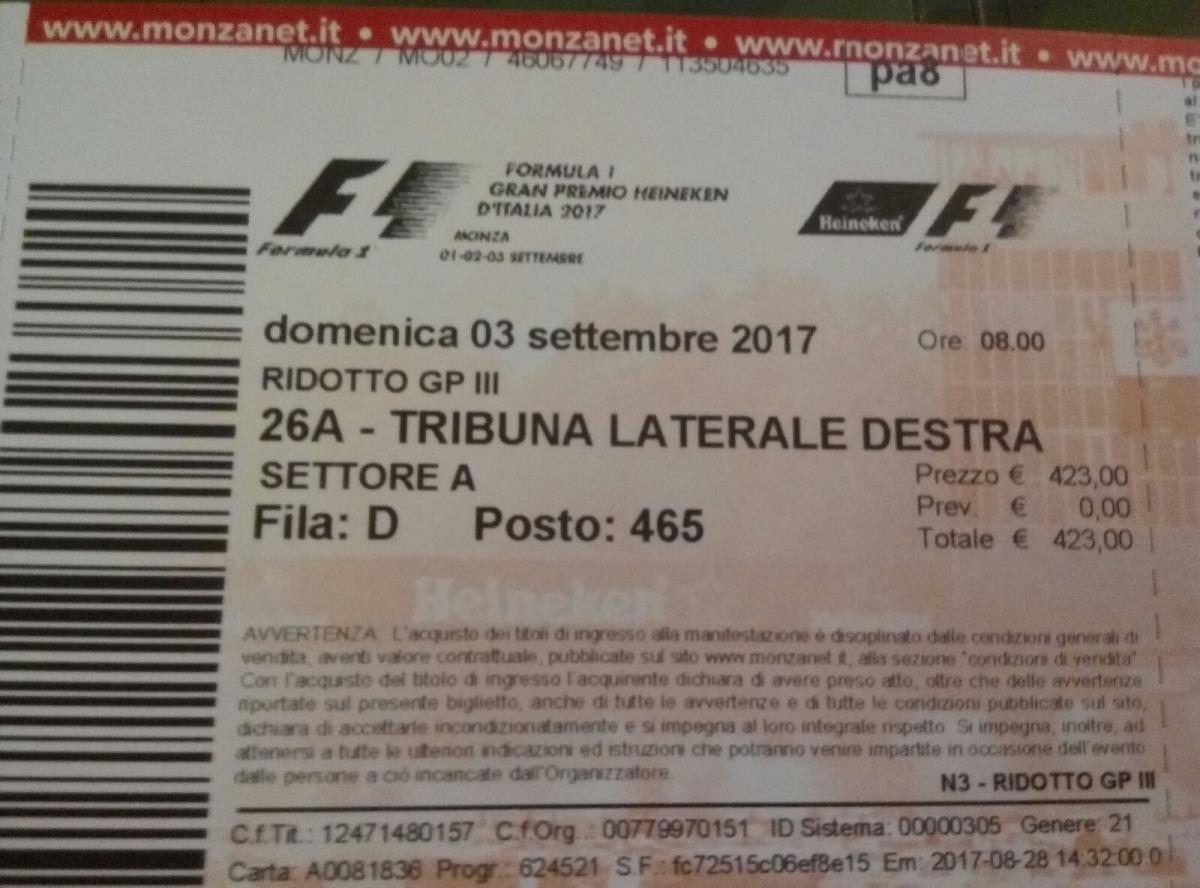 www.monzanet.it • www.monzanet.it • www.monzanet.it • www.mo
MONZ / MO02 / 46067749 / 113504635
pa8
FORMULA 1
GRAN PREMIO HEINEKEN
D'ITALIA 2017
MONZA
01-02-03 SETTEMBRE
F1
Formula 1
Heineken
F1
Formula 1
domenica 03 settembre 2017 Ore: 08.00
RIDOTTO GP III
26A - TRIBUNA LATERALE DESTRA
SETTORE A
Prezzo € 423,00
Fila: D Posto: 465
Prev. € 0,00
Totale € 423,00
Heineken
AVVERTENZA: L'acquisto dei titoli di ingresso alla manifestazione è disciplinato dalle condizioni generali di
vendita, aventi valore contrattuale, pubblicate sul sito www.monzanet.it, alla sezione "condizioni di vendita"
Con l'acquisto del titolo di ingresso l'acquirente dichiara di avere preso atto, oltre che delle avvertenze
riportate sul presente biglietto, anche di tutte le avvertenze e di tutte le condizioni pubblicate sul sito,
dichiara di accettarle incondizionatamente e si impegna al loro integrale rispetto. Si impegna, inoltre, ad
attenersi a tutte le ulteriori indicazioni ed istruzioni che potranno venire impartite in occasione dell'evento
dalle persone a ciò incaricate dall'Organizzatore.
N3 - RIDOTTO GP III
C.f.Tit.: 12471480157 C.f.Org..: 00779970151 ID Sistema: 00000305 Genere: 21
Carta: A0081836 Progr.: 624521 S.F.: fc72515c06ef8e15 Em: 2017-08-28 14:32:00.0